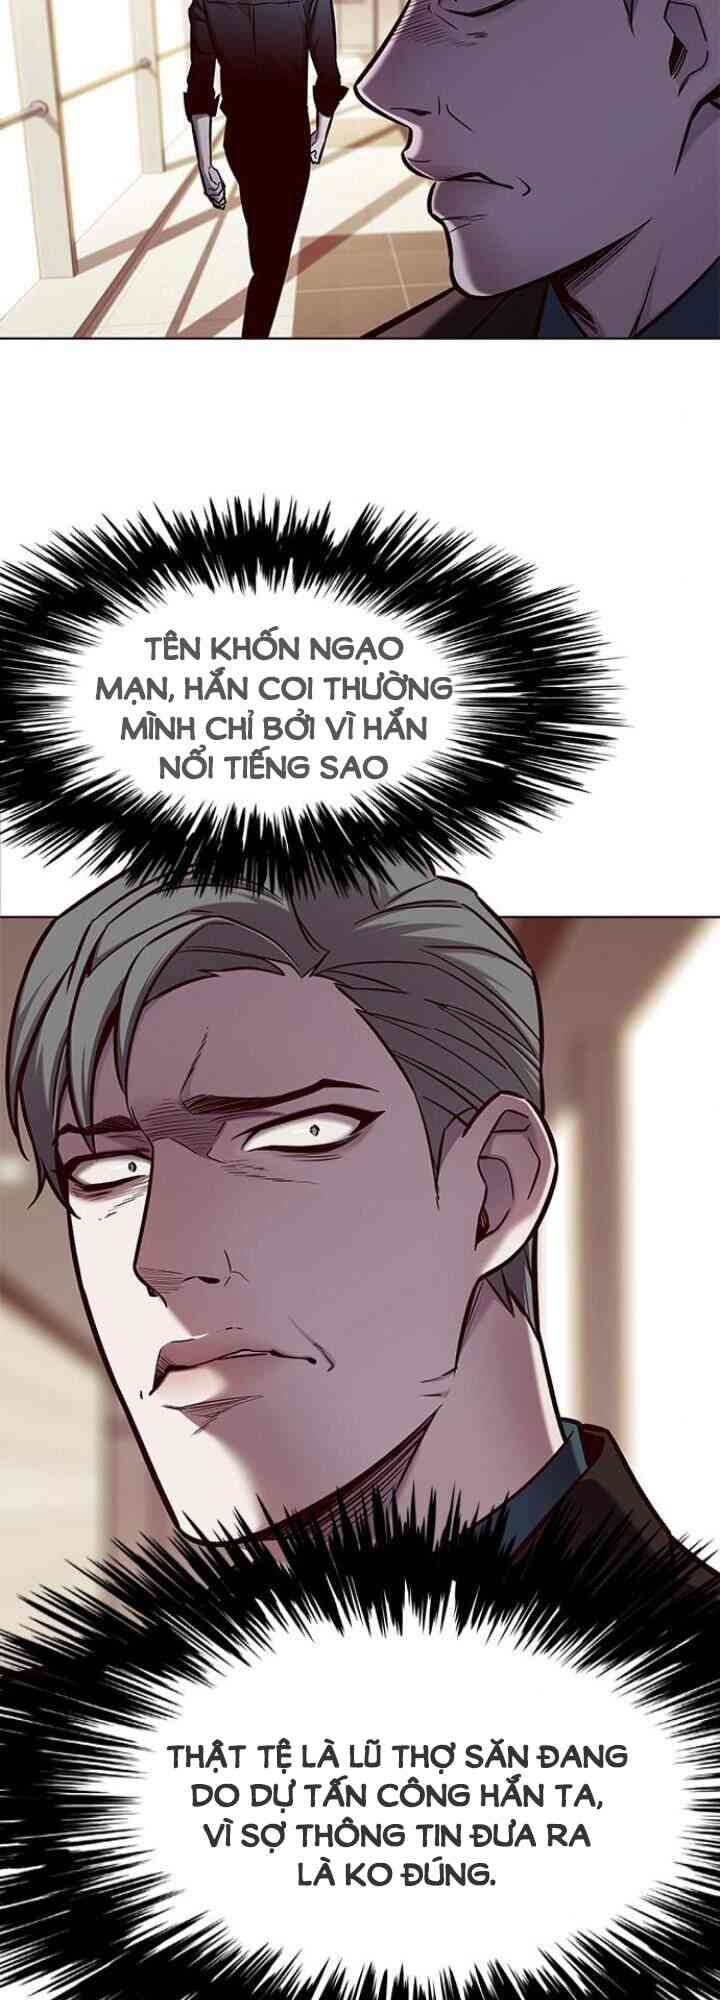 TÊN KHỐN NGẠO
MẠN, HẮN COI THƯỜNG
MÌNH CHỈ BỞI VÌ HẮN
NỔI TIẾNG SAO
THẬT TỆ LÀ LŨ THỢ SĂN ĐANG
DO DỰ TẤN CÔNG HẮN TA,
VÌ SỢ THÔNG TIN ĐƯA RA
LÀ KO ĐÚNG.